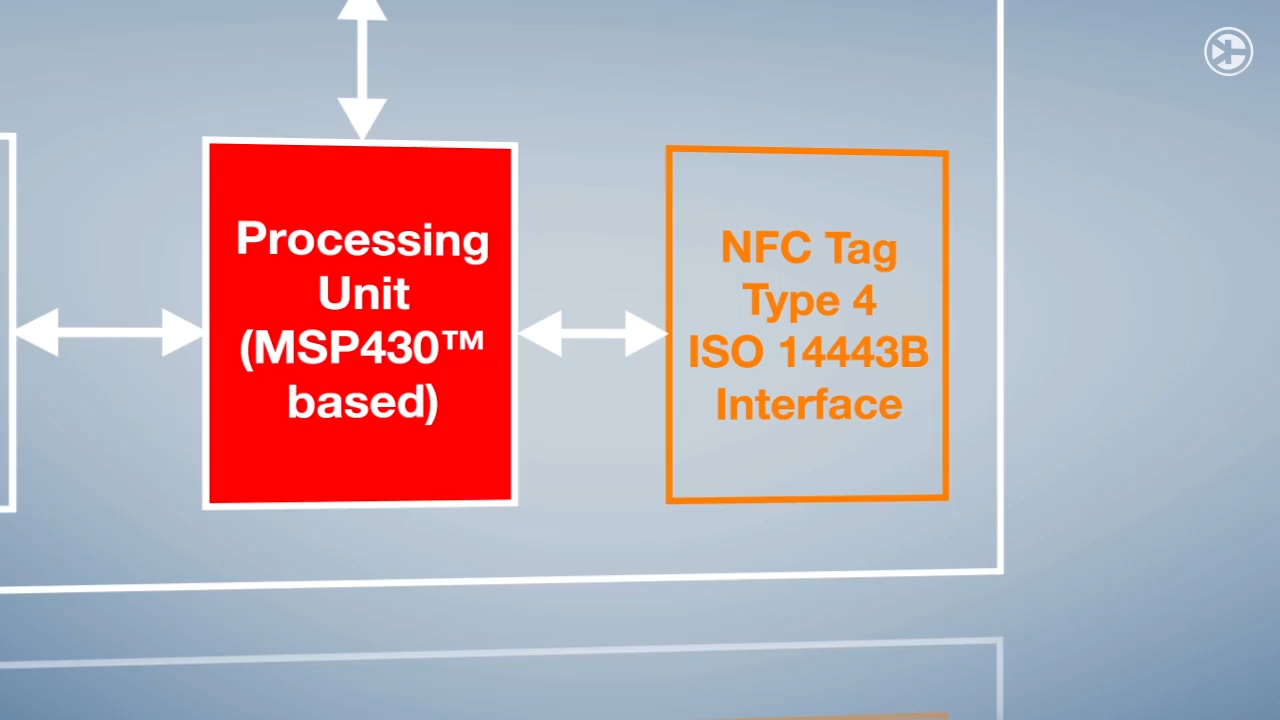 Processing
Unit
(MSP430™
based)
NFC Tag
Type 4
ISO 14443B
Interface